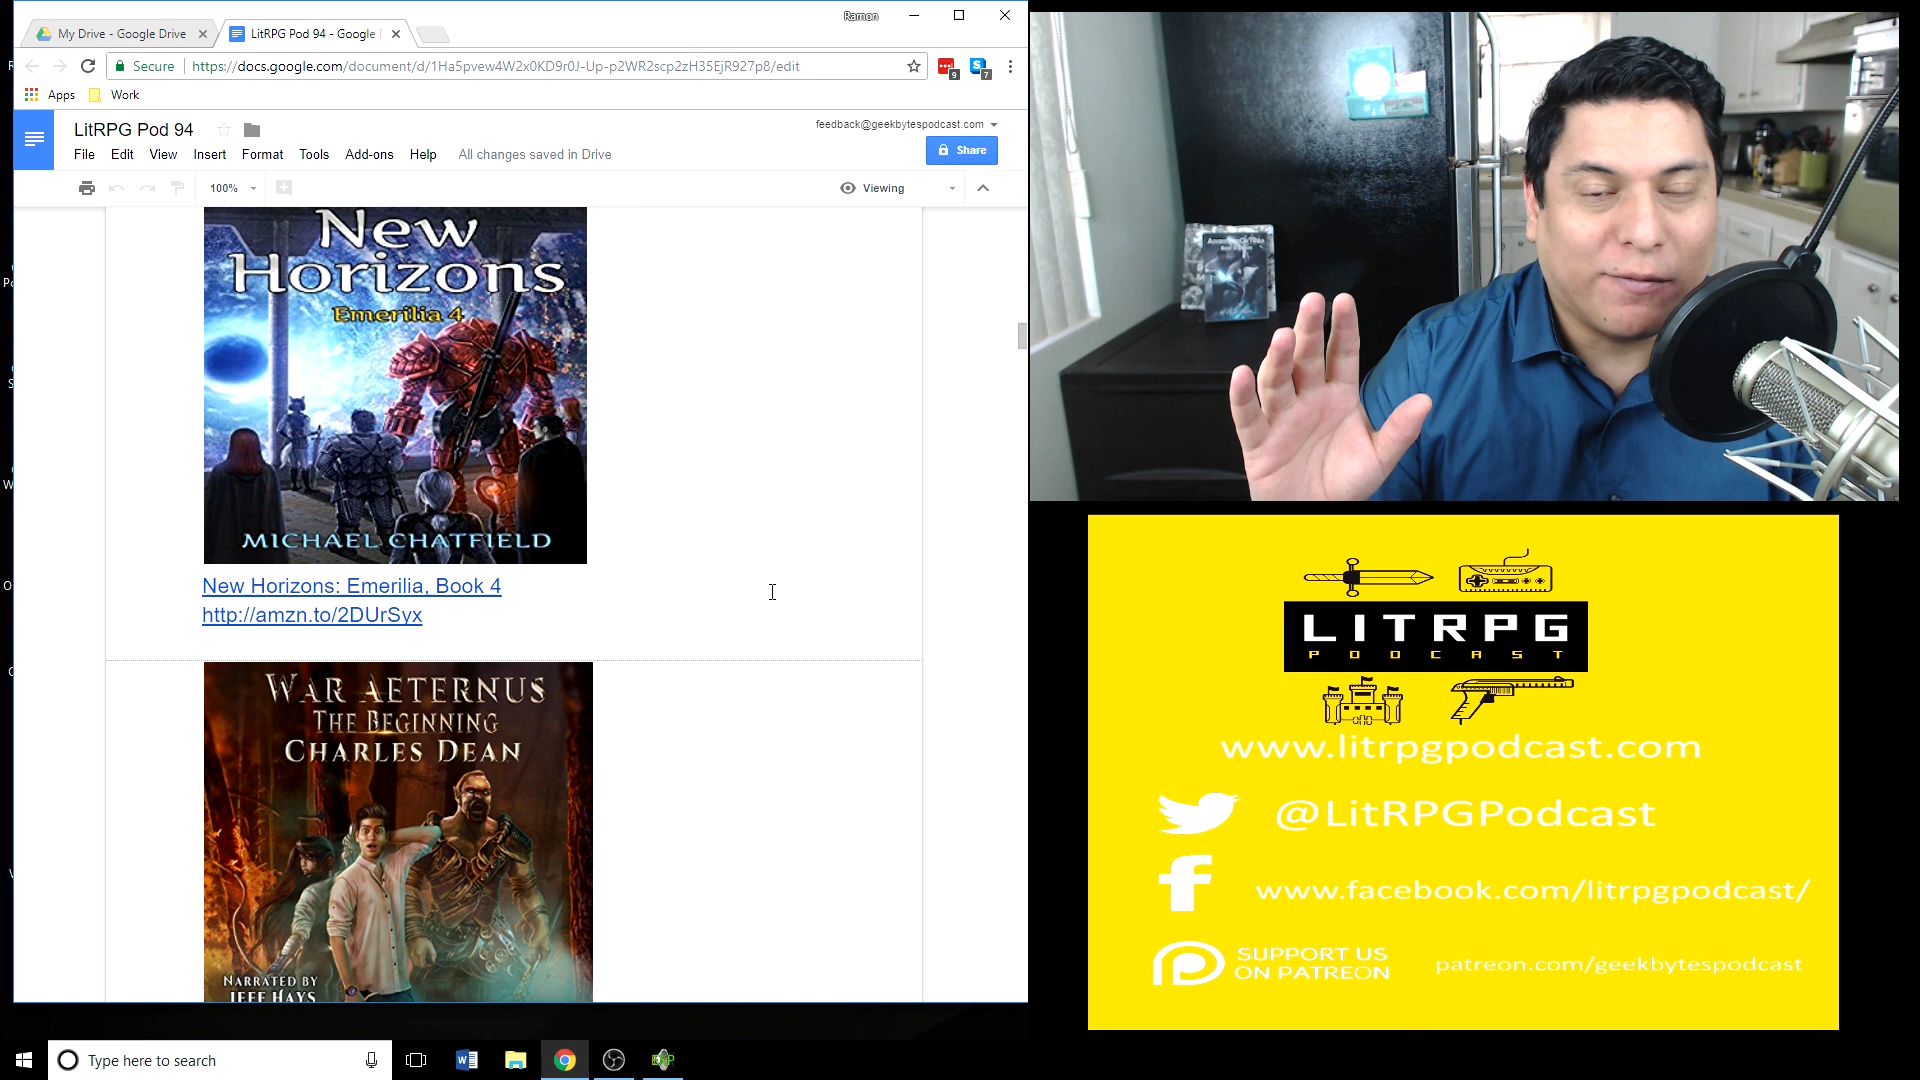 Ramon
My Drive - Google Drive
LitRPG Pod 94 - Google
Secure
https://docs.google.com/document/d/1Ha5pvew4W2x0KD9r0J-Up-p2WR2scp2zH35EjR927p8/edit
9
7
Apps
Work
LitRPG Pod 94
feedback@geekbytespodcast.com
File Edit View Insert Format Tools Add-ons Help All changes saved in Drive
Share
100%
Viewing
New
Horizons
Emerilia 4
MICHAEL CHATFIELD
New Horizons: Emerilia, Book 4
http://amzn.to/2DUrSyx
WAR AETERNUS
THE BEGINNING
CHARLES DEAN
NARRATED BY
JEFF HAYS
Type here to search
LITRPG
PODCAST
www.litrpgpodcast.com
@LitRPGPodcast
www.facebook.com/litrpgpodcast/
SUPPORT US
ON PATREON
patreon.com/geekbytespodcast